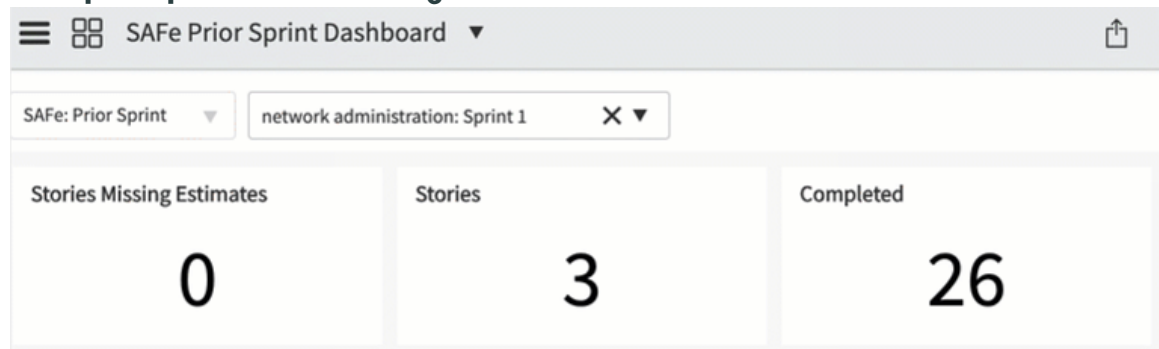 SAFe Prior Sprint Dashboard
SAFe: Prior Sprint
network administration: Sprint 1
Stories Missing Estimates
Stories
Completed
0
3
26